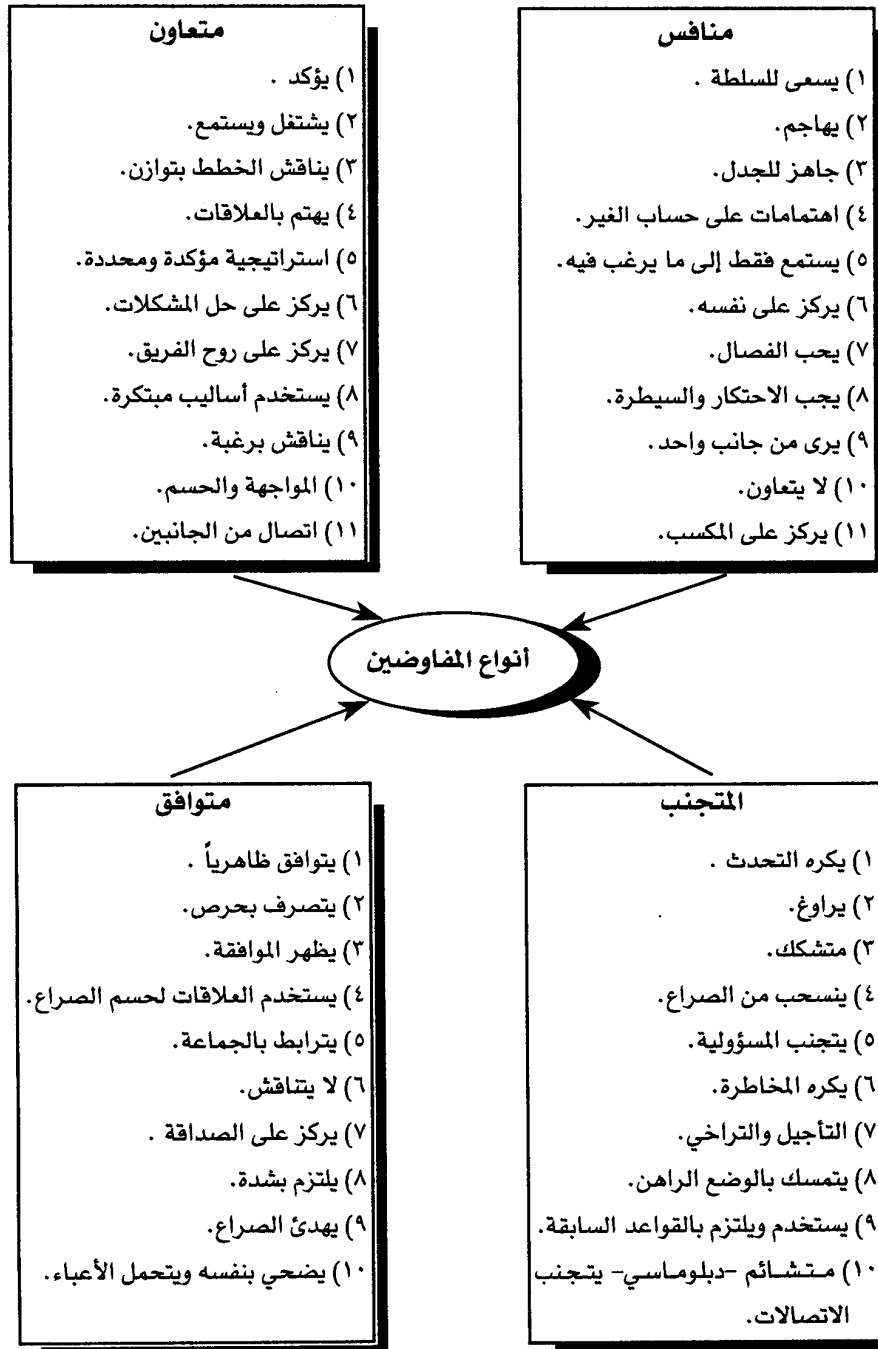 منافس
١) يسعى للسلطة .
٢) يهاجم.
٣) جاهز للجدل.
٤) اهتمامات على حساب الغير.
٥) يستمع فقط إلى ما يرغب فيه.
٦) يركز على نفسه.
٧) يحب الفصال.
٨) يجب الاحتكار والسيطرة.
٩) يرى من جانب واحد.
١٠) لا يتعاون.
١١) يركز على المكسب.
متعاون
١) يؤكد .
٢) يشتغل ويستمع.
٣) يناقش الخطط بتوازن.
٤) يهتم بالعلاقات.
٥) استراتيجية مؤكدة ومحددة.
٦) يركز على حل المشكلات.
٧) يركز على روح الفريق.
٨) يستخدم أساليب مبتكرة.
٩) يناقش برغبة.
١٠) المواجهة والحسم.
١١) اتصال من الجانبين.
أنواع المفاوضين
المتجنب
١) يكره التحدث .
٢) يراوغ.
٣) متشكك.
٤) ينسحب من الصراع.
٥) يتجنب المسؤولية.
٦) يكره المخاطرة.
٧) التأجيل والتراخي.
٨) يتمسك بالوضع الراهن.
٩) يستخدم ويلتزم بالقواعد السابقة.
١٠) متشائم -دبلوماسي- يتجنب
الاتصالات.
متوافق
١) يتوافق ظاهرياً .
٢) يتصرف بحرص.
٣) يظهر الموافقة.
٤) يستخدم العلاقات لحسم الصراع.
٥) يترابط بالجماعة.
٦) لا يتناقش.
٧) يركز على الصداقة .
٨) يلتزم بشدة.
٩) يهدئ الصراع.
١٠) يضحي بنفسه ويتحمل الأعباء.